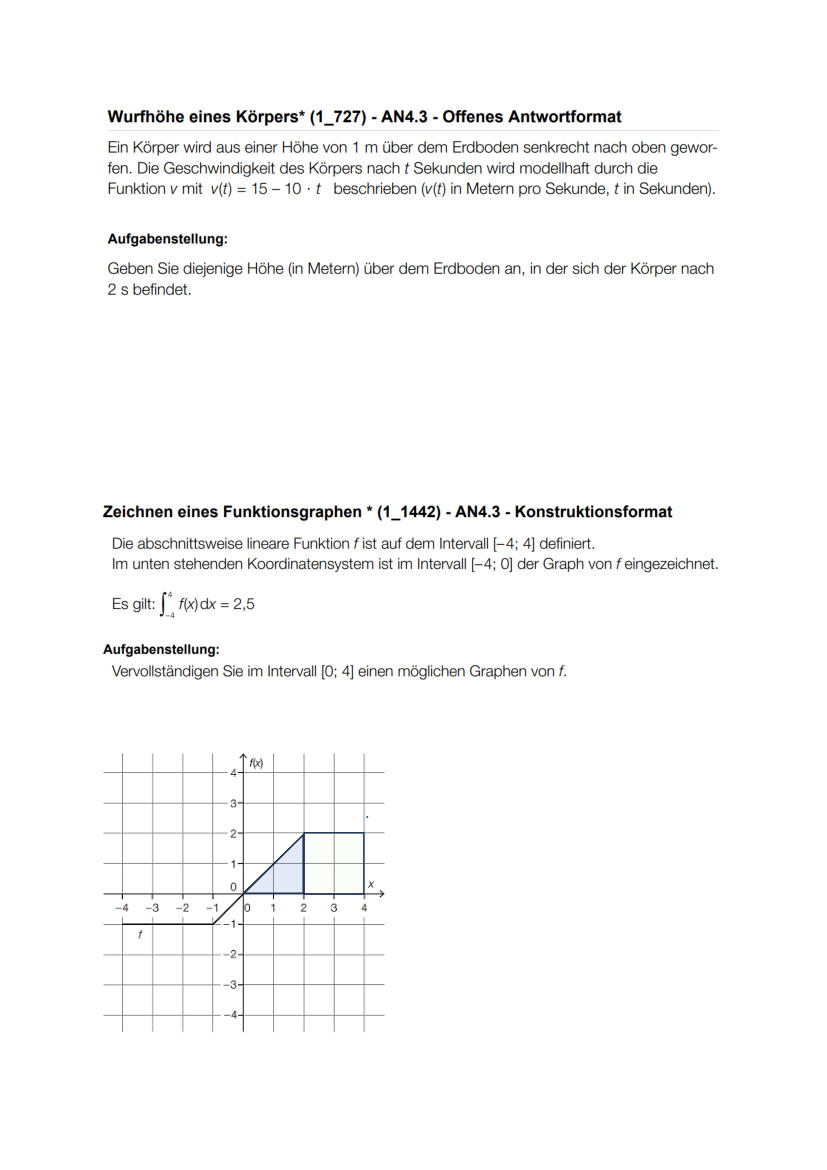 Wurfhöhe eines Körpers* (1_727) - AN4.3 - Offenes Antwortformat
Ein Körper wird aus einer Höhe von 1 m über dem Erdboden senkrecht nach oben gewor-
fen. Die Geschwindigkeit des Körpers nach t Sekunden wird modellhaft durch die
Funktion v mit v(t) = 15 – 10 · t beschrieben (v(t) in Metern pro Sekunde, t in Sekunden).
Aufgabenstellung:
Geben Sie diejenige Höhe (in Metern) über dem Erdboden an, in der sich der Körper nach
2 s befindet.
Zeichnen eines Funktionsgraphen * (1_1442) - AN4.3 - Konstruktionsformat
Die abschnittsweise lineare Funktion f ist auf dem Intervall [–4; 4] definiert.
Im unten stehenden Koordinatensystem ist im Intervall [–4; 0] der Graph von f eingezeichnet.
Es gilt: ∫₋₄⁴ f(x) dx = 2,5
Aufgabenstellung:
Vervollständigen Sie im Intervall [0; 4] einen möglichen Graphen von f.
f(x)
4
3
2
1
0
x
–4 –3 –2 –1 0 1 2 3 4
–1
f
–2
–3
–4